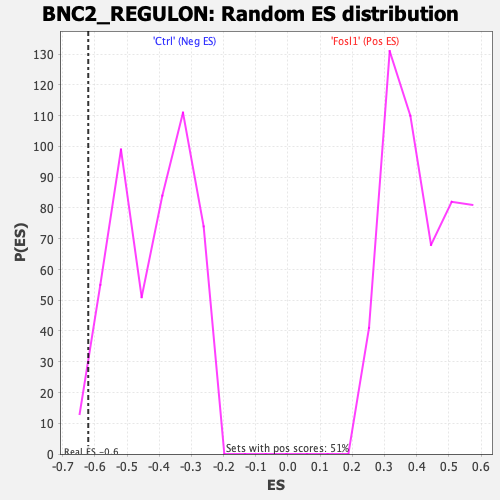 BNC2_REGULON: Random ES distribution
'Ctrl' (Neg ES) 'Fosl1' (Pos ES)
130
120
110
100
90
80
70
60
50
40
30
20
10
0
P(ES)
Real ES -0.6 Sets with pos scores: 51%
-0.7 -0.6 -0.5 -0.4 -0.3 -0.2 -0.1 0.0 0.1 0.2 0.3 0.4 0.5 0.6
ES